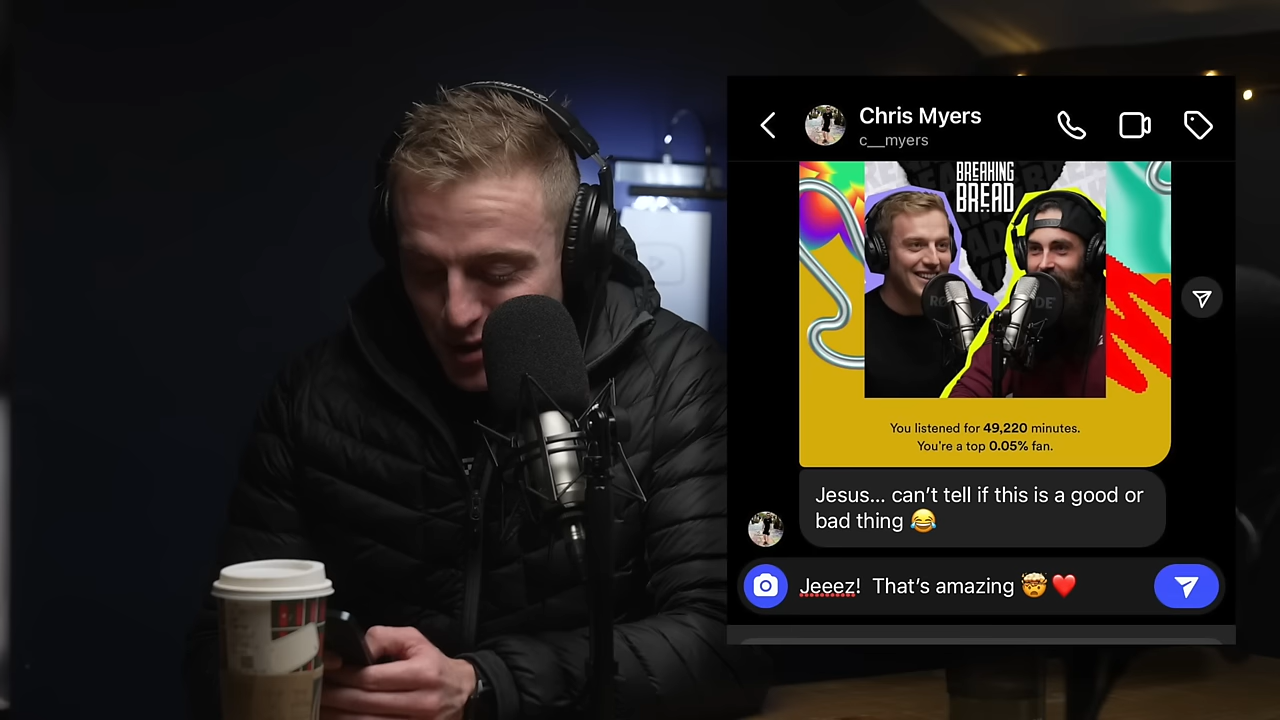 Chris Myers
c__myers
BREAKING
BREAD
You listened for 49,220 minutes.
You're a top 0.05% fan.
Jesus... can't tell if this is a good or
bad thing 😂
Jeeez!  That's amazing 🤯❤️